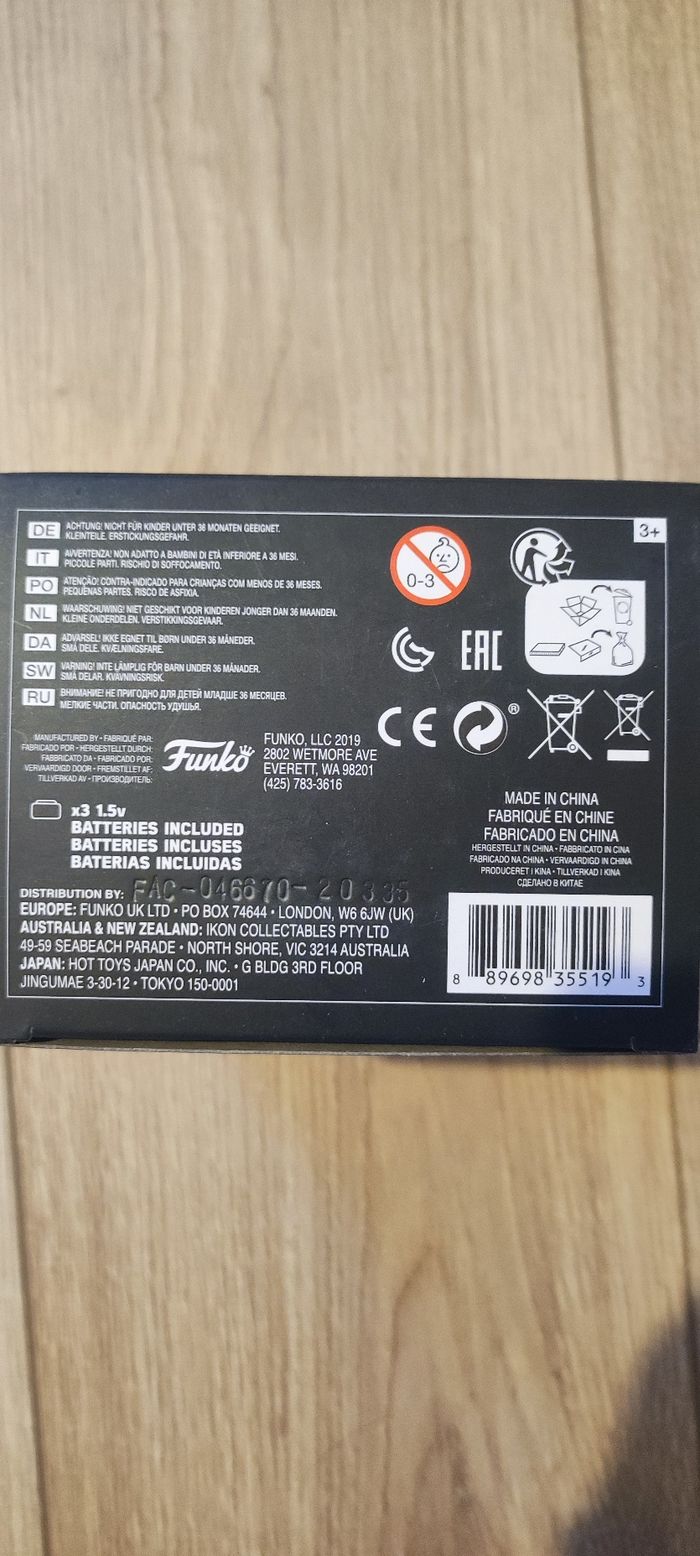 DE ACHTUNG! NICHT FÜR KINDER UNTER 36 MONATEN GEEIGNET.
KLEINTEILE. ERSTICKUNGSGEFAHR.
IT AVVERTENZA! NON ADATTO A BAMBINI DI ETÀ INFERIORE A 36 MESI.
PICCOLE PARTI. RISCHIO DI SOFFOCAMENTO.
PO ATENÇÃO! CONTRA-INDICADO PARA CRIANÇAS COM MENOS DE 36 MESES.
PEQUENAS PARTES. RISCO DE ASFIXIA.
NL WAARSCHUWING! NIET GESCHIKT VOOR KINDEREN JONGER DAN 36 MAANDEN.
KLEINE ONDERDELEN. VERSTIKKINGSGEVAAR.
DA ADVARSEL! IKKE EGNET TIL BØRN UNDER 36 MÅNEDER.
SMÅ DELE. KVÆLNINGSFARE.
SW VARNING! INTE LÄMPLIG FÖR BARN UNDER 36 MÅNADER.
SMÅ DELAR. KVÄVNINGSRISK.
RU ВНИМАНИЕ! НЕ ПРИГОДНО ДЛЯ ДЕТЕЙ МЛАДШЕ 36 МЕСЯЦЕВ.
МЕЛКИЕ ЧАСТИ. ОПАСНОСТЬ УДУШЬЯ.
0-3
3+
EAC
CE
®
MANUFACTURED BY • FABRIQUÉ PAR:
FABRICADO POR • HERGESTELLT DURCH:
FABBRICATO DA • FABRICADO POR:
VERVAARDIGD DOOR • FREMSTILLET AF:
TILLVERKAD AV • ПРОИЗВОДИТЕЛЬ:
Funko
FUNKO, LLC 2019
2802 WETMORE AVE
EVERETT, WA 98201
(425) 783-3616
x3 1.5v
BATTERIES INCLUDED
BATTERIES INCLUSES
BATERIAS INCLUIDAS
MADE IN CHINA
FABRIQUÉ EN CHINE
FABRICADO EN CHINA
HERGESTELLT IN CHINA • FABBRICATO IN CINA
FABRICADO NA CHINA • VERVAARDIGD IN CHINA
PRODUCERET I KINA • TILLVERKAD I KINA
СДЕЛАНО В КИТАЕ
DISTRIBUTION BY: FAC-046670-20335
EUROPE: FUNKO UK LTD • PO BOX 74644 • LONDON, W6 6JW (UK)
AUSTRALIA & NEW ZEALAND: IKON COLLECTABLES PTY LTD
49-59 SEABEACH PARADE • NORTH SHORE, VIC 3214 AUSTRALIA
JAPAN: HOT TOYS JAPAN CO., INC. • G BLDG 3RD FLOOR
JINGUMAE 3-30-12 • TOKYO 150-0001
8 89698 35519 3